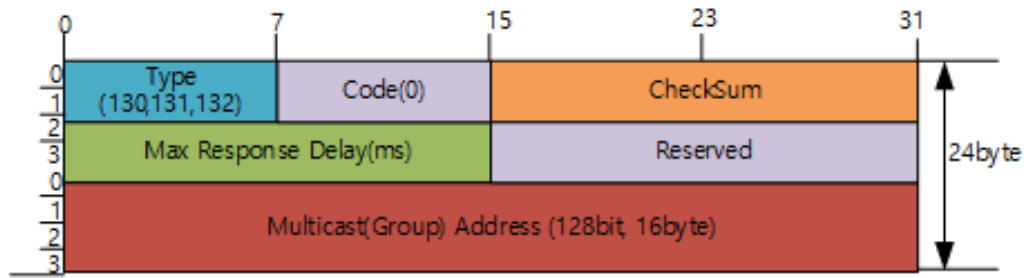 0 7 15 23 31
0
1
2
3
0
1
2
3
Type
(130,131,132)
Code(0)
CheckSum
Max Response Delay(ms)
Reserved
24byte
Multicast(Group) Address (128bit, 16byte)